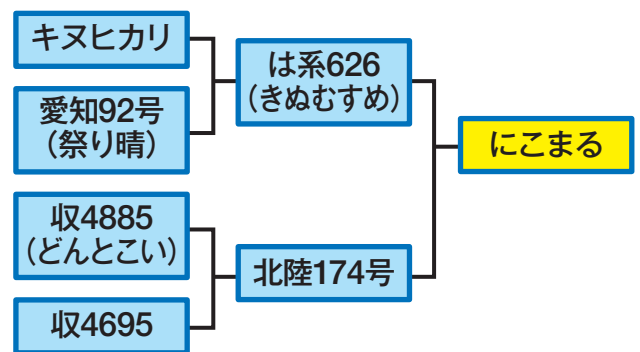 キヌヒカリ
愛知92号
(祭り晴)
は系626
(きぬむすめ)
にこまる
収4885
(どんとこい)
北陸174号
収4695